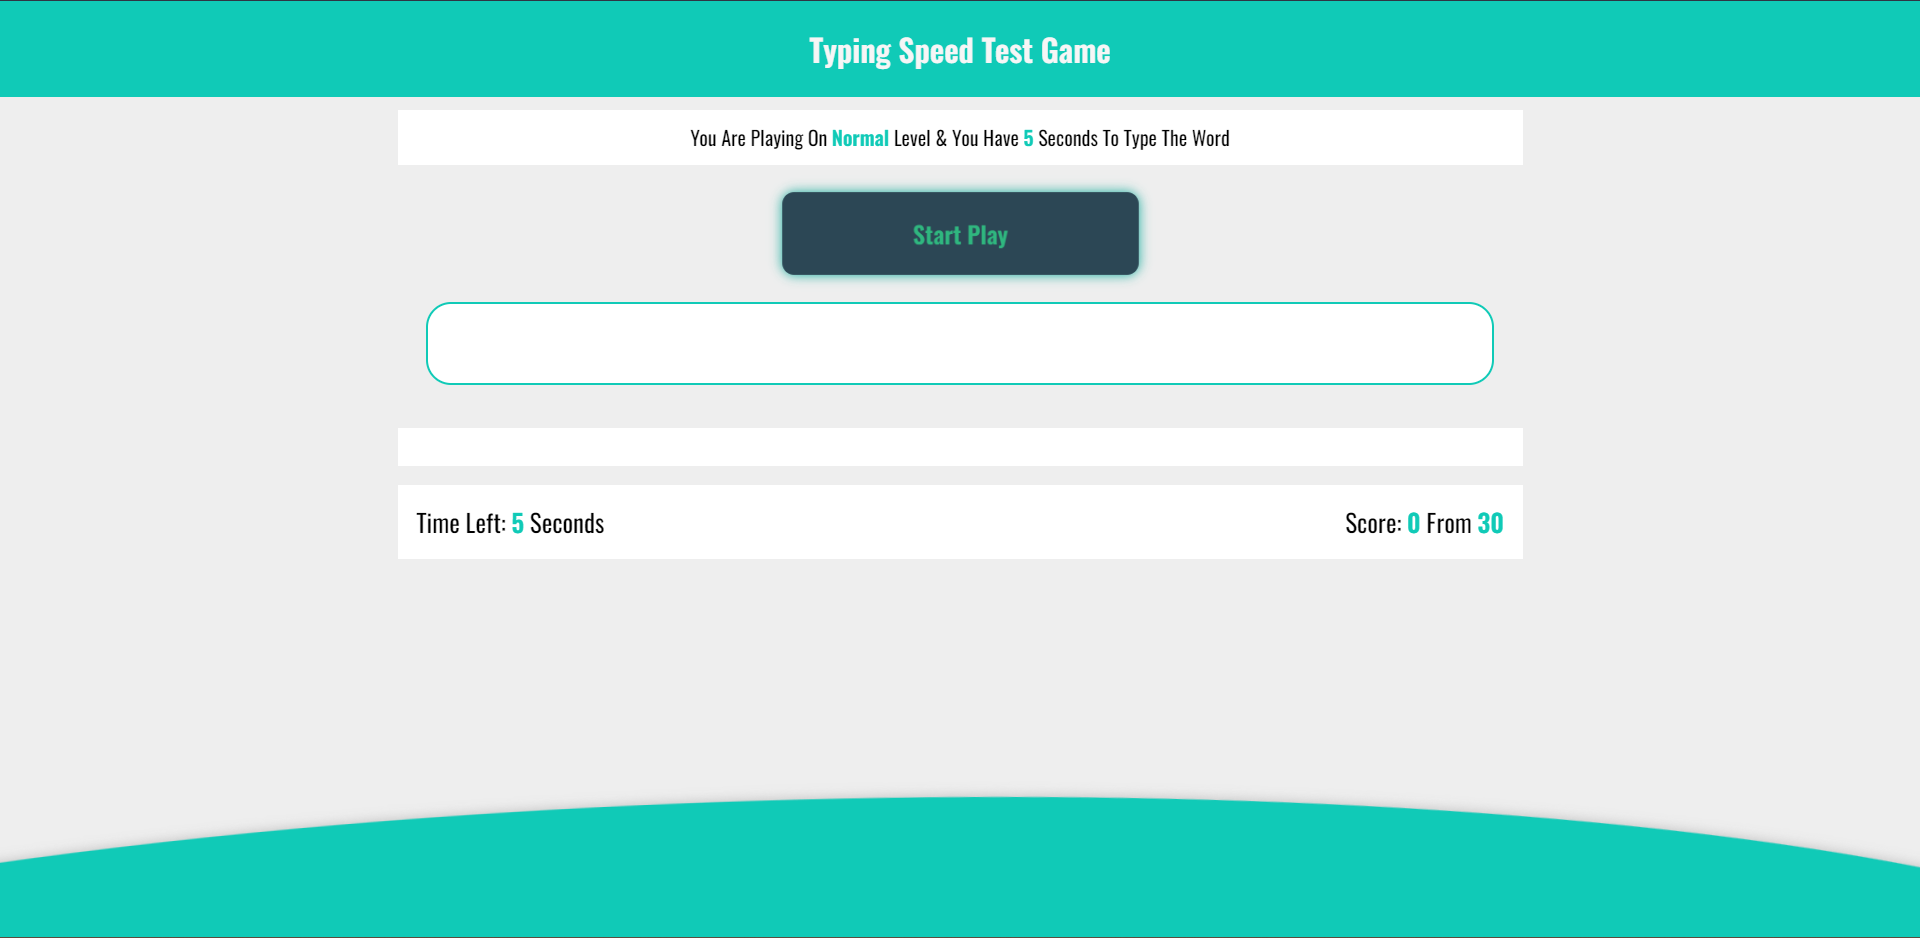 Typing Speed Test Game
You Are Playing On Normal Level & You Have 5 Seconds To Type The Word
Start Play
Time Left: 5 Seconds
Score: 0 From 30